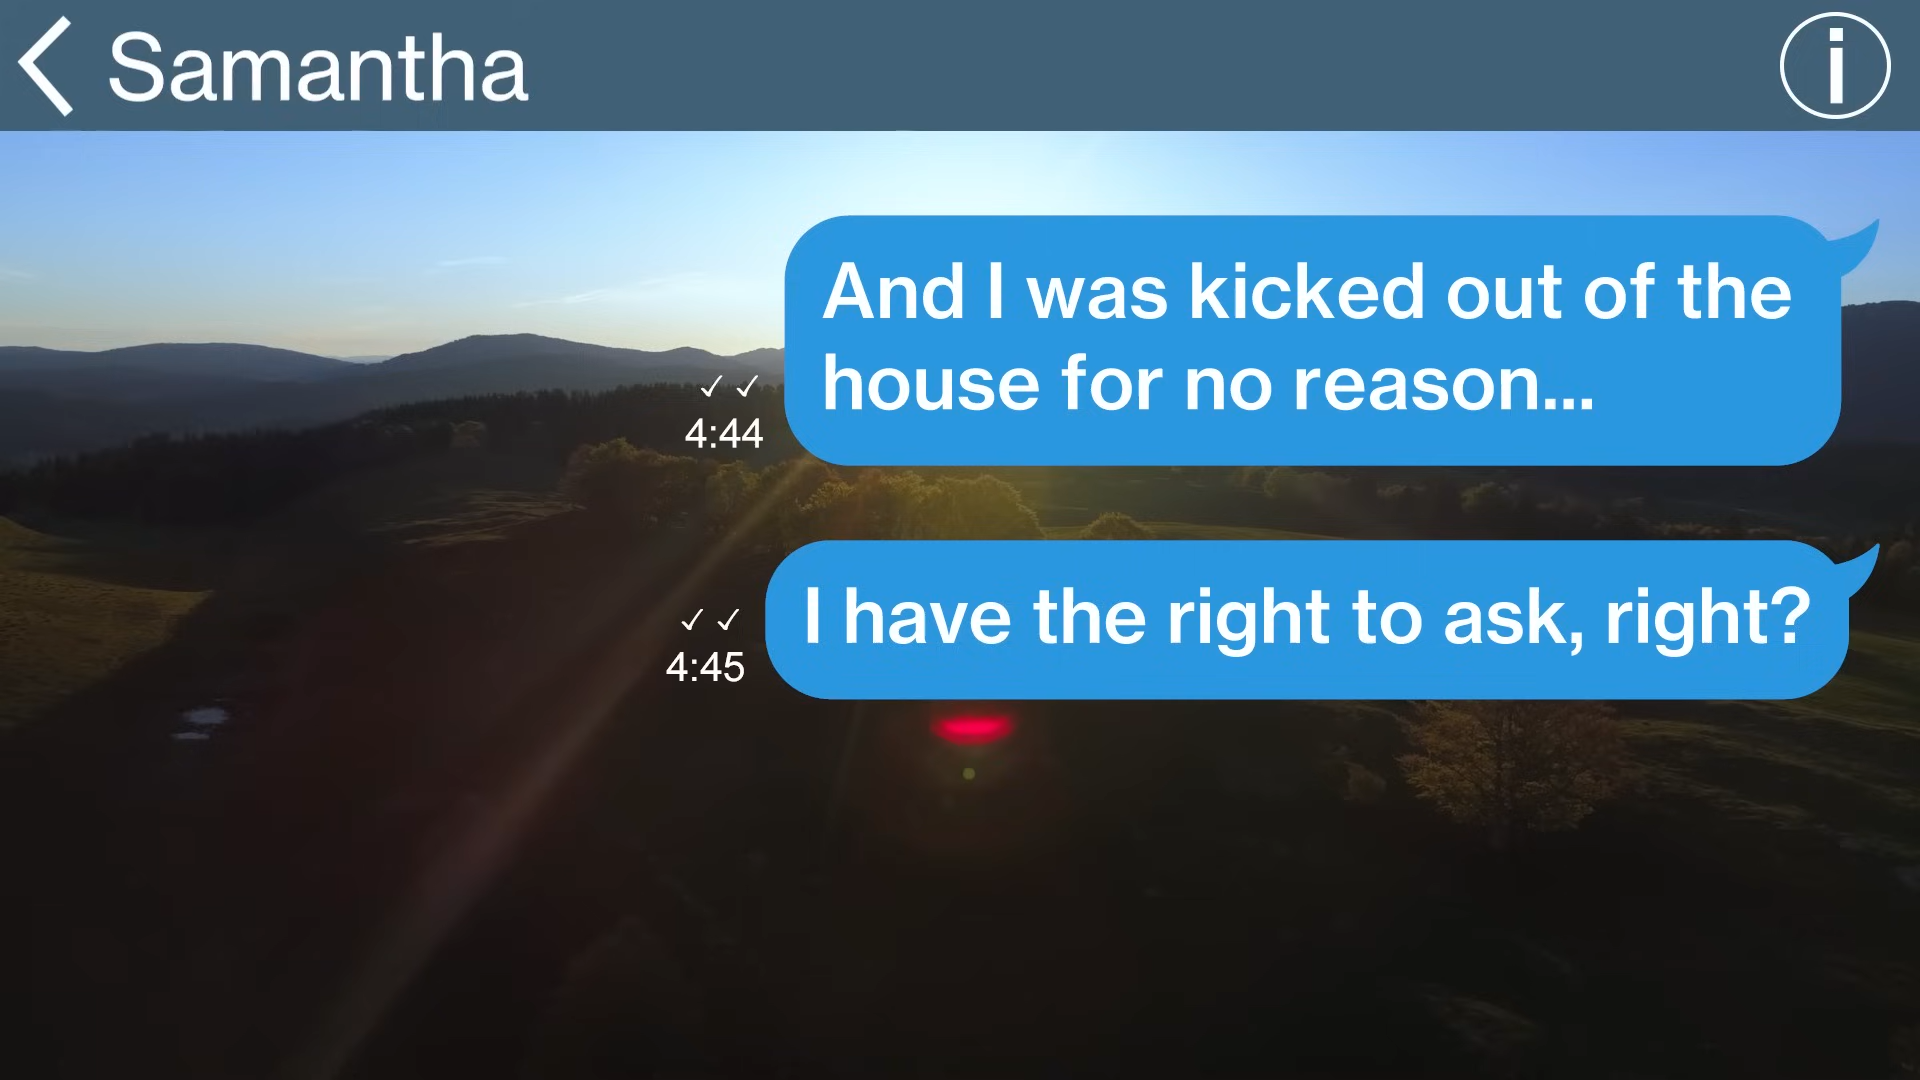 Samantha
And I was kicked out of the
house for no reason...
4:44
I have the right to ask, right?
4:45